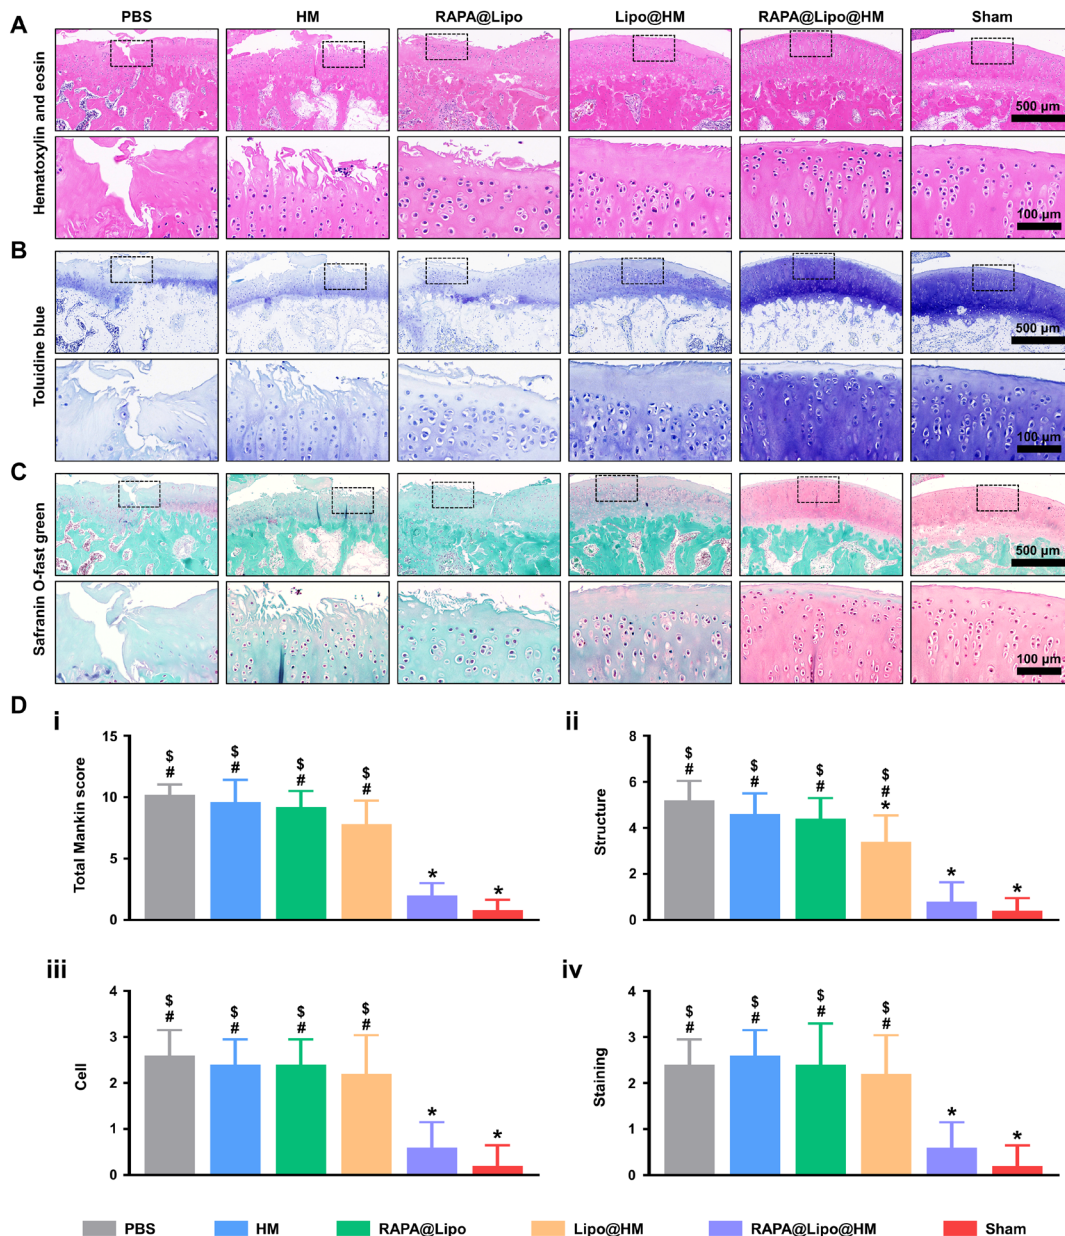 PBS HM RAPA@Lipo Lipo@HM RAPA@Lipo@HM Sham
A
Hematoxylin and eosin
500 μm
100 μm
B
Toluidine blue
500 μm
100 μm
C
Safranin O-fast green
500 μm
100 μm
D
i
Total Mankin score
15
10
5
0
$ $ $ $
# # # # * *
ii
Structure
8
6
4
2
0
$ $ $ $
# # # #
* * *
iii
Cell
4
3
2
1
0
$ $ $ $
# # # # * *
iv
Staining
4
3
2
1
0
$ $ $ $
# # # # * *
PBS HM RAPA@Lipo Lipo@HM RAPA@Lipo@HM Sham